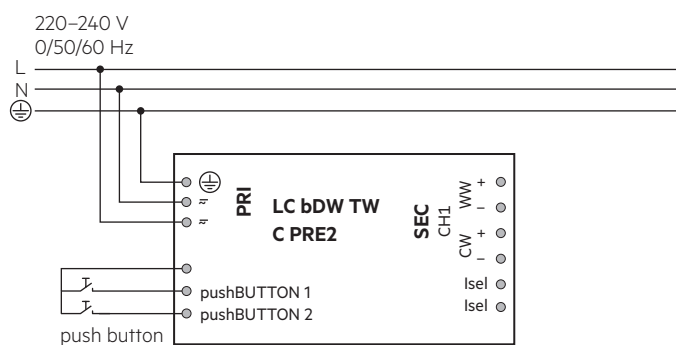 220–240 V
0/50/60 Hz
L
N
PRI
LC bDW TW
C PRE2
SEC
CH1
WW
+
–
CW
+
–
Isel
Isel
pushBUTTON 1
pushBUTTON 2
push button